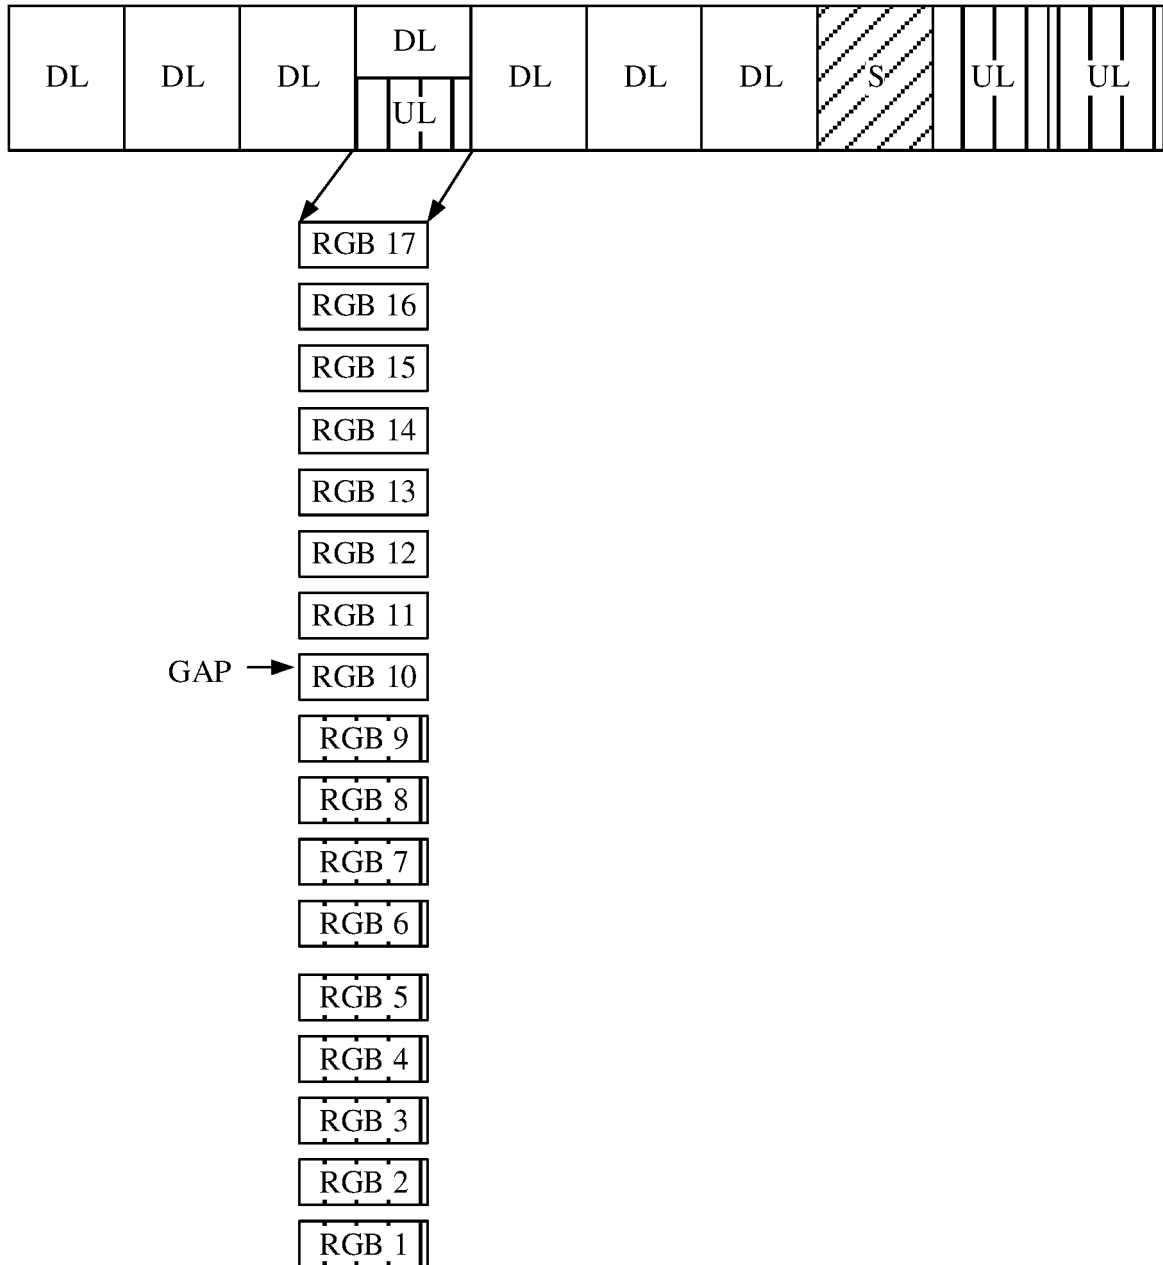 DL DL DL DL DL DL DL S UL UL
UL
RGB 17
RGB 16
RGB 15
RGB 14
RGB 13
RGB 12
RGB 11
GAP RGB 10
RGB 9
RGB 8
RGB 7
RGB 6
RGB 5
RGB 4
RGB 3
RGB 2
RGB 1